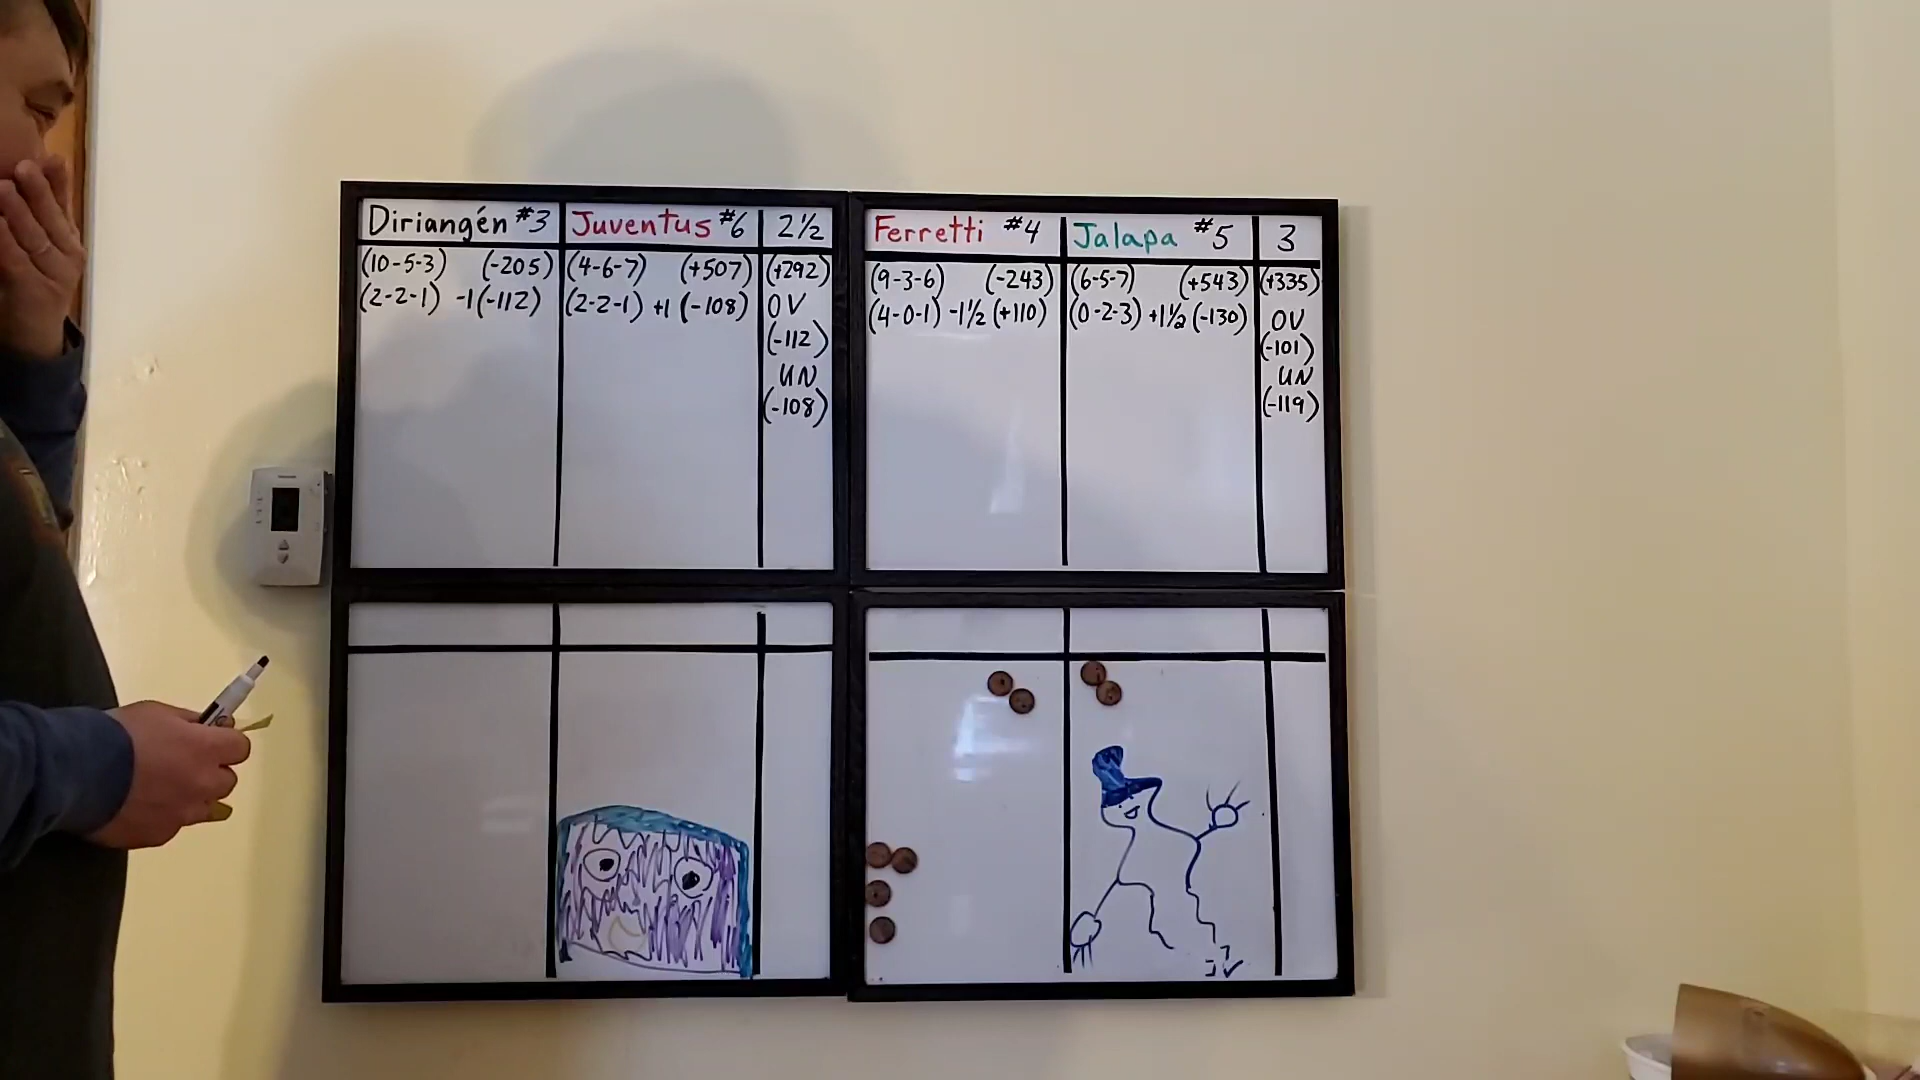 Diriangén #3 Juventus #6 2½
(10-5-3) (-205) (4-6-7) (+507) (+292)
(2-2-1) -1 (-112) (2-2-1) +1 (-108) OV
(-112)
UN
(-108)
Ferretti #4 Jalapa #5 3
(9-3-6) (-243) (6-5-7) (+543) (+335)
(4-0-1) -1½ (+110) (0-2-3) +1½ (-130) OV
(-101)
UN
(-119)